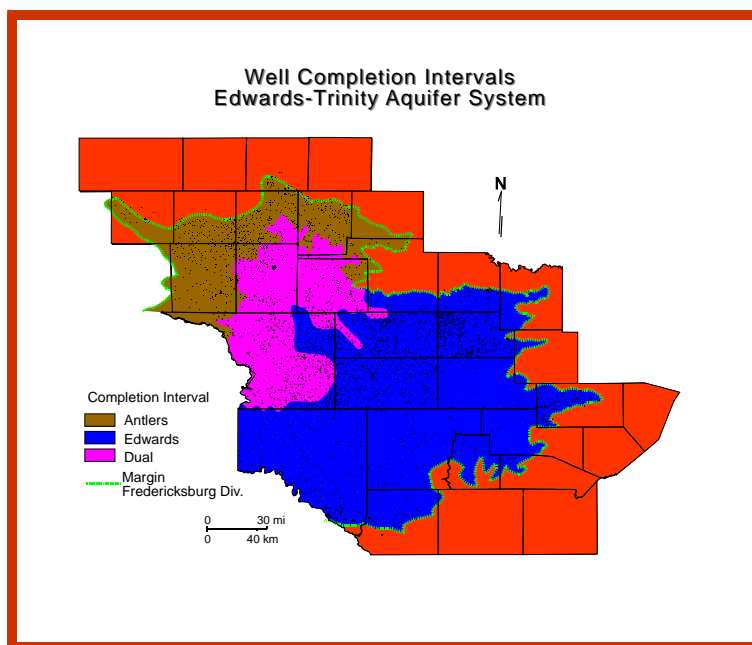 Well Completion Intervals
Edwards-Trinity Aquifer System
N
Completion Interval
Antlers
Edwards
Dual
Margin
Fredericksburg Div.
0 30 mi
0 40 km